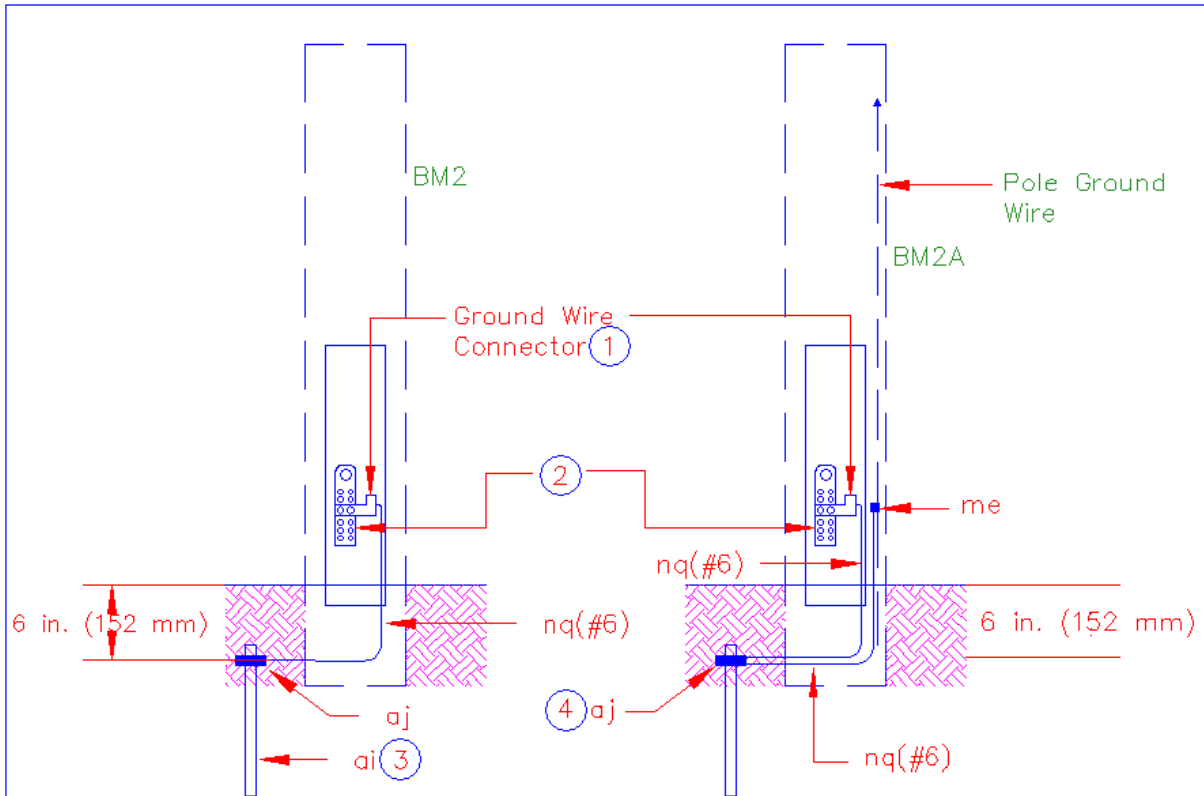 BM2
Pole Ground
Wire
BM2A
Ground Wire
Connector 1
2
me
nq(#6)
6 in. (152 mm)
nq(#6)
6 in. (152 mm)
aj
4 aj
ai 3
nq(#6)